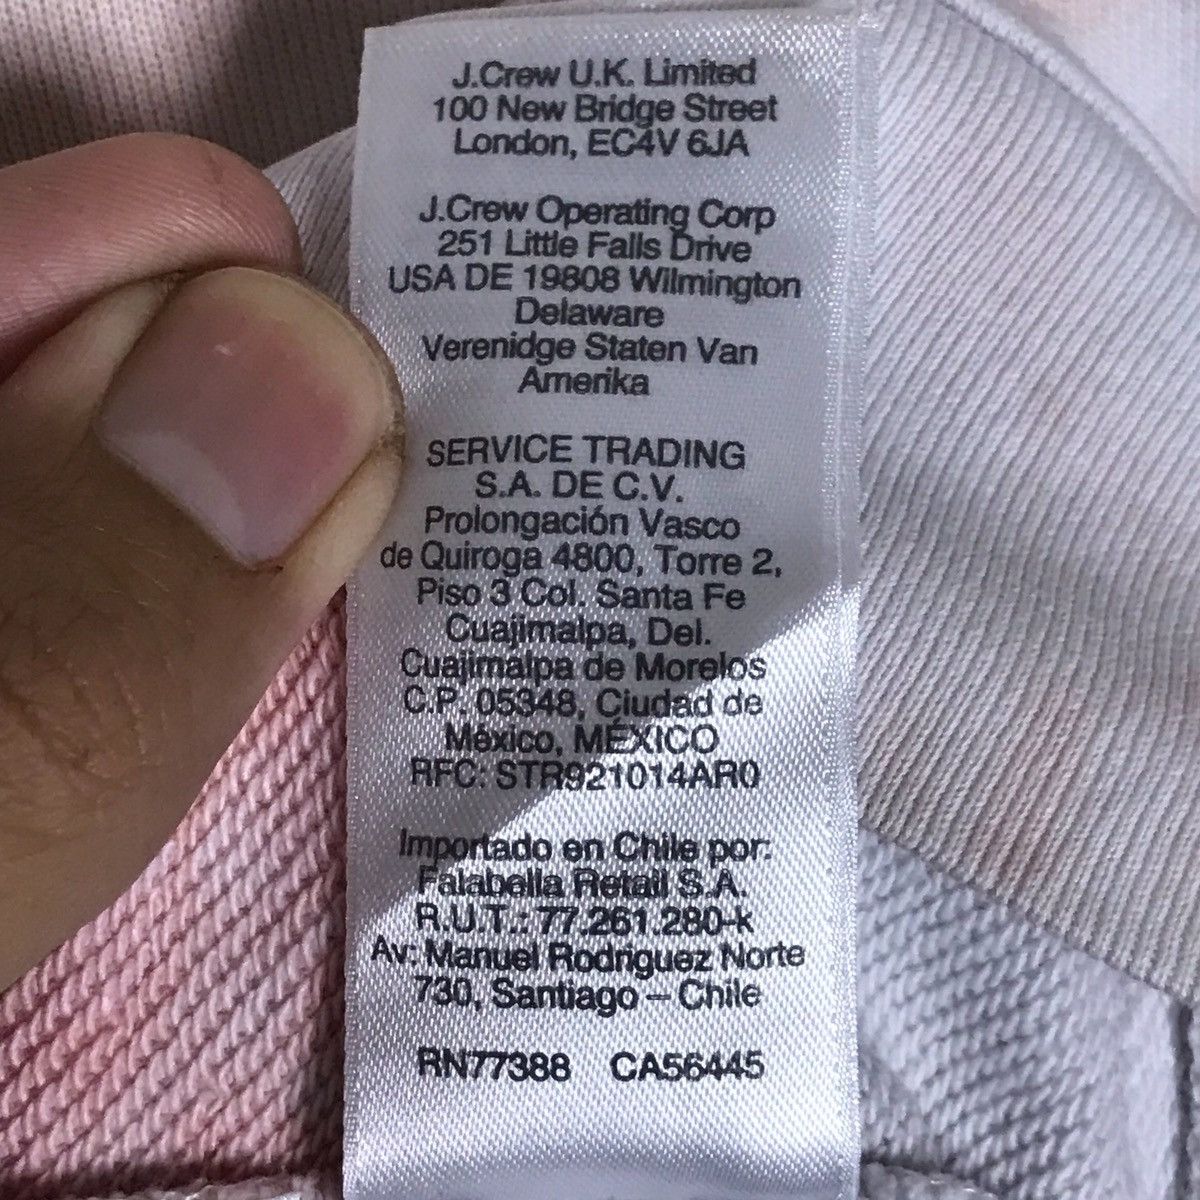 J.Crew U.K. Limited
100 New Bridge Street
London, EC4V 6JA
J.Crew Operating Corp
251 Little Falls Drive
USA DE 19808 Wilmington
Delaware
Verenidge Staten Van
Amerika
SERVICE TRADING
S.A. DE C.V.
Prolongación Vasco
de Quiroga 4800, Torre 2,
Piso 3 Col. Santa Fe
Cuajimalpa, Del.
Cuajimalpa de Morelos
C.P. 05348, Ciudad de
México, MÉXICO
RFC: STR921014AR0
Importado en Chile por:
Falabella Retail S.A.
R.U.T.: 77.261.280-k
Av: Manuel Rodriguez Norte
730, Santiago – Chile
RN77388 CA56445